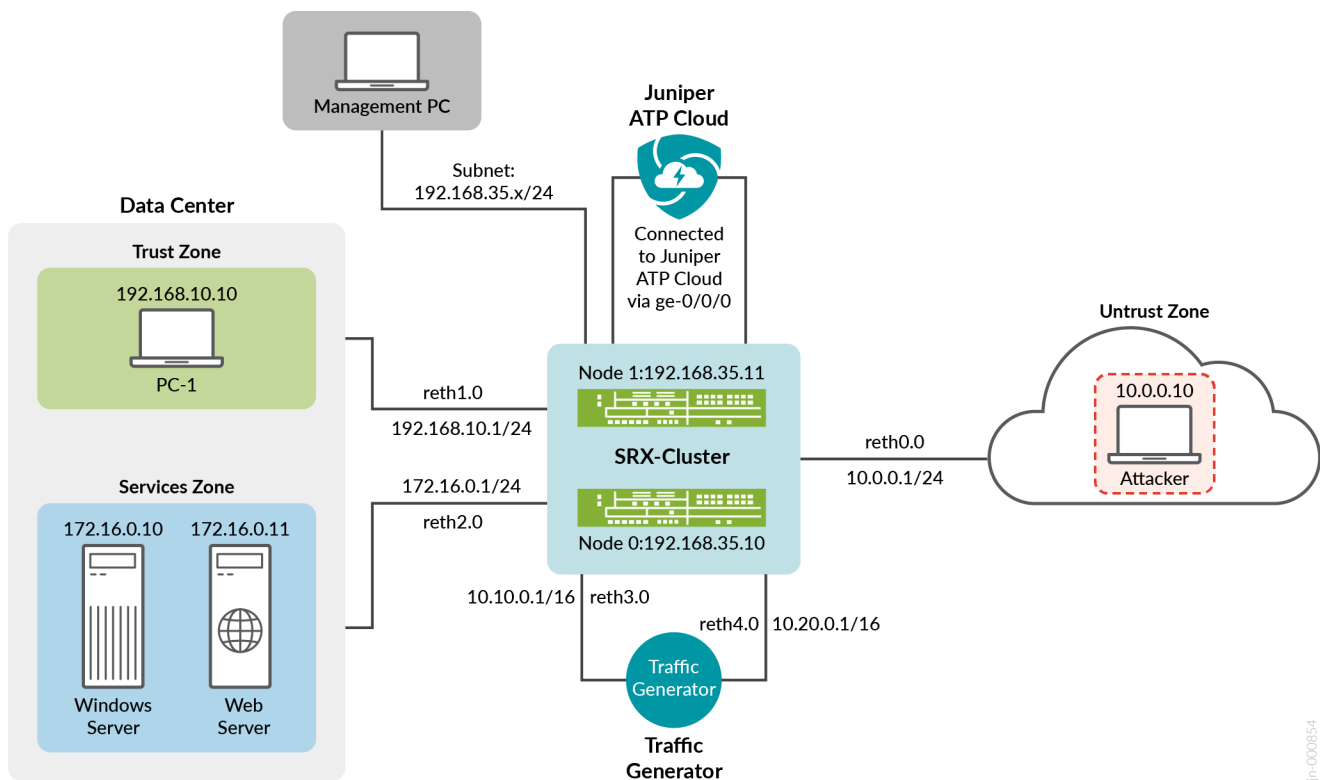 Management PC
Subnet:
192.168.35.x/24
Juniper
ATP Cloud
Connected
to Juniper
ATP Cloud
via ge-0/0/0
Data Center
Trust Zone
192.168.10.10
PC-1
reth1.0
192.168.10.1/24
Services Zone
172.16.0.10
172.16.0.11
Windows
Server
Web
Server
172.16.0.1/24
reth2.0
Node 1:192.168.35.11
SRX-Cluster
Node 0:192.168.35.10
Untrust Zone
10.0.0.10
Attacker
reth0.0
10.0.0.1/24
10.10.0.1/16
reth3.0
reth4.0
10.20.0.1/16
Traffic
Generator
Traffic
Generator
jn-000854